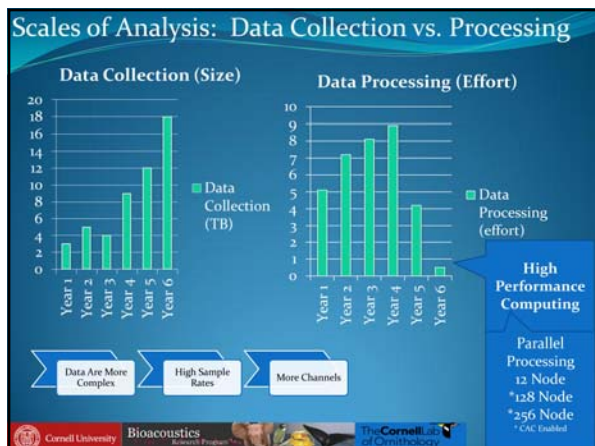 Scales of Analysis: Data Collection vs. Processing
Data Collection (Size)
20
18
16
14
12
10
8
6
4
2
0
Year 1
Year 2
Year 3
Year 4
Year 5
Year 6
Data
Collection
(TB)
Data Processing (Effort)
10
9
8
7
6
5
4
3
2
1
0
Year 1
Year 2
Year 3
Year 4
Year 5
Year 6
Data
Processing
(effort)
High
Performance
Computing
Parallel
Processing
12 Node
*128 Node
*256 Node
* CAC Enabled
Data Are More
Complex
High Sample
Rates
More Channels
Cornell University
Bioacoustics
Research Program
TheCornellLab
of Ornithology